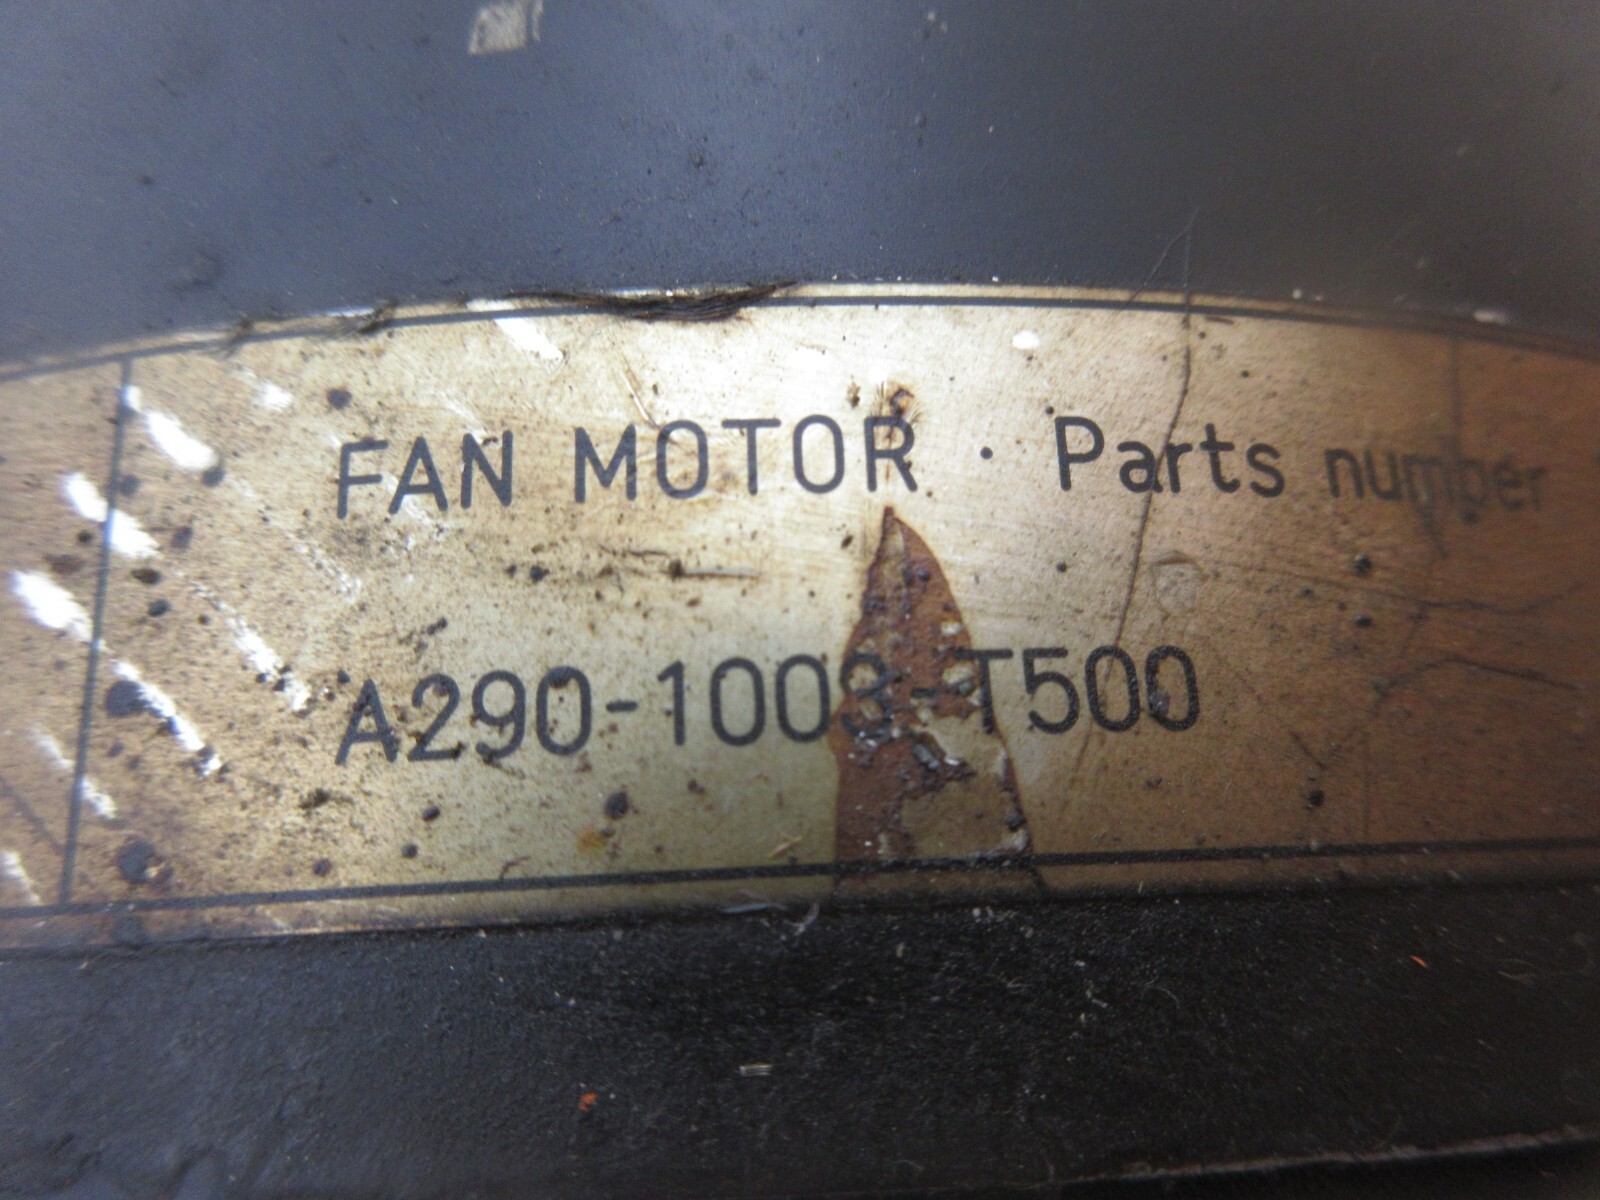 FAN MOTOR · Parts number
A290-1008-T500